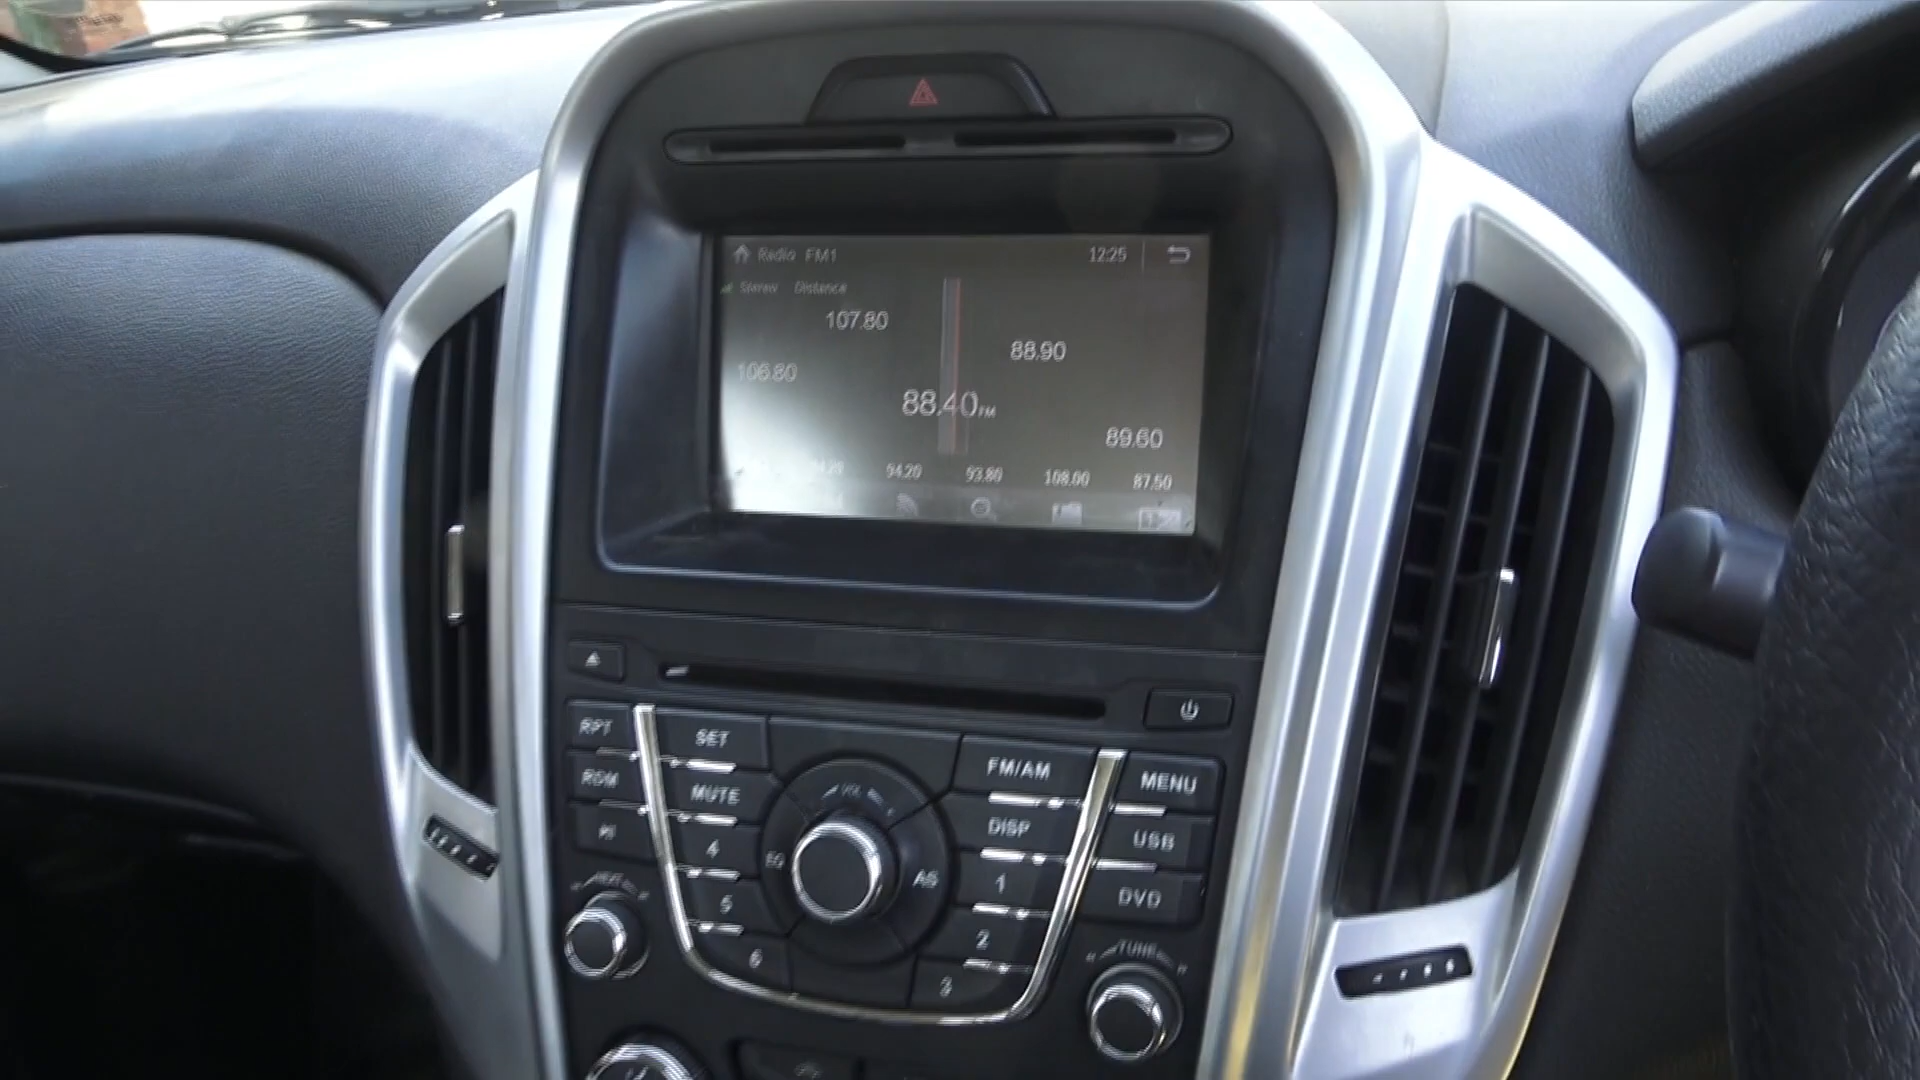 Radio FM1 12:25
Stereo Distance
107.80
88.90
106.80
88.40 FM
89.60
94.20 93.80 108.00 87.50
RPT SET FM/AM MENU
RDM MUTE DISP USB
VOL
4 EQ AS 1 DVD
5 2
6 3
TUNE